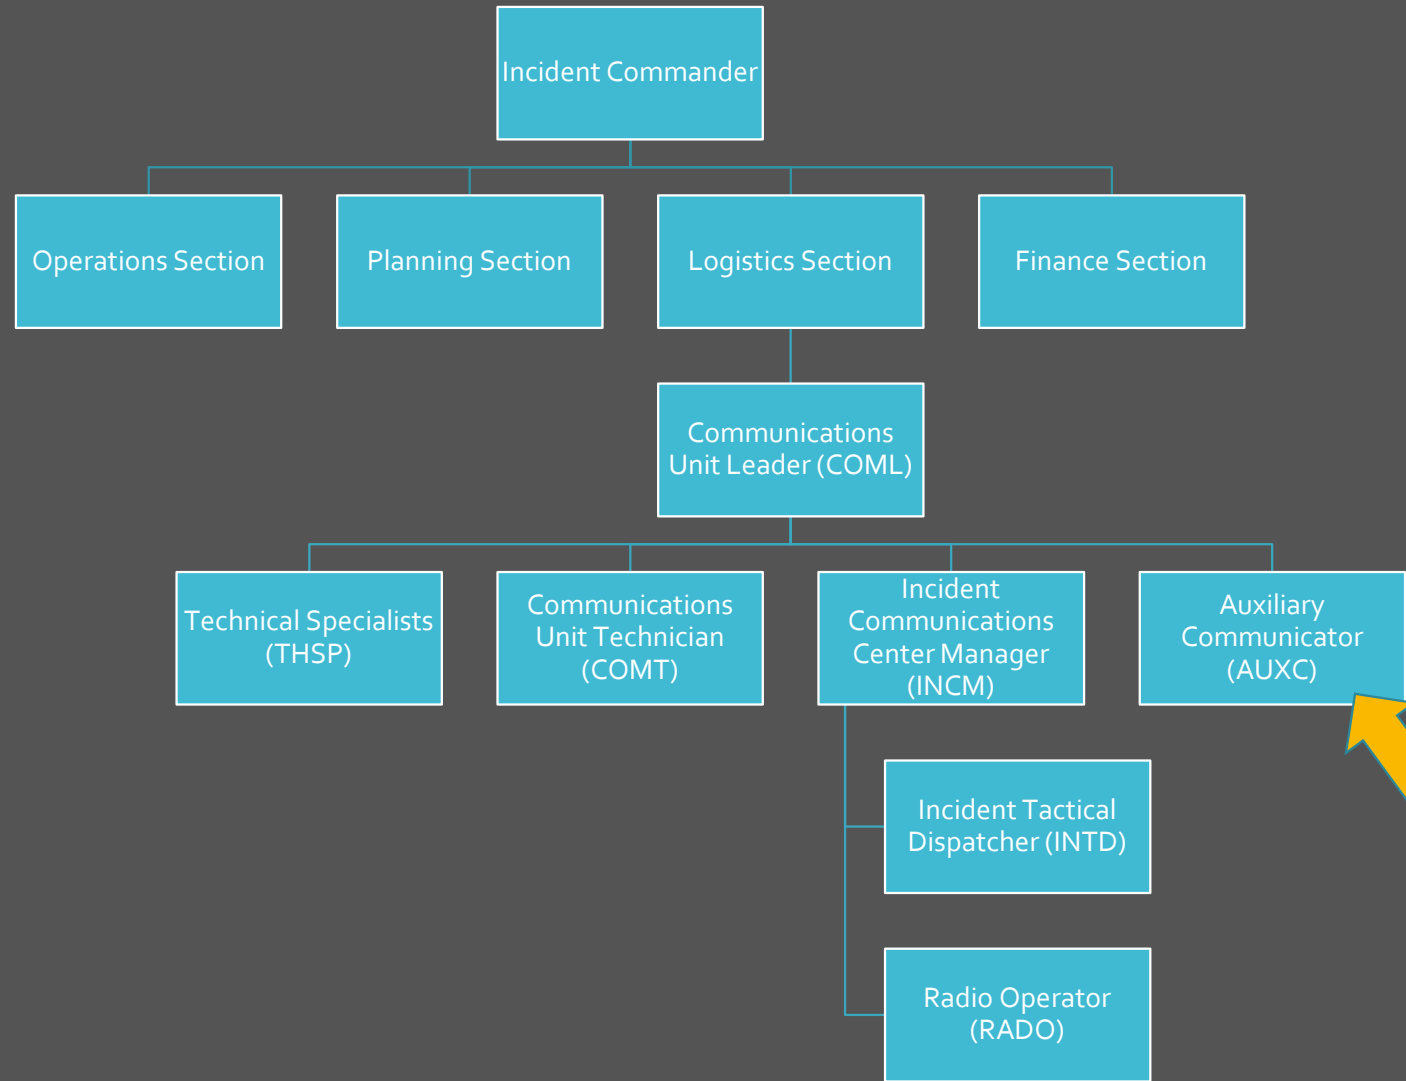 Incident Commander
Operations Section
Planning Section
Logistics Section
Finance Section
Communications
Unit Leader (COML)
Technical Specialists
(THSP)
Communications
Unit Technician
(COMT)
Incident
Communications
Center Manager
(INCM)
Auxiliary
Communicator
(AUXC)
Incident Tactical
Dispatcher (INTD)
Radio Operator
(RADO)